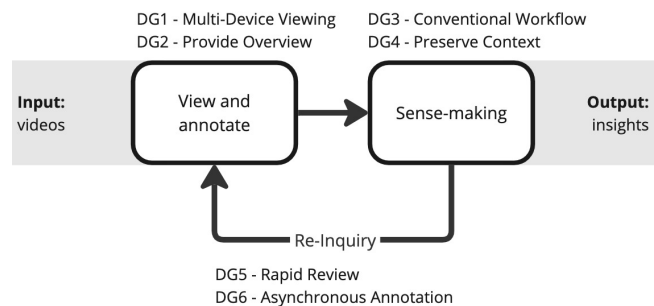 DG1 - Multi-Device Viewing
DG2 - Provide Overview
DG3 - Conventional Workflow
DG4 - Preserve Context
Input:
videos
View and
annotate
Sense-making
Output:
insights
Re-Inquiry
DG5 - Rapid Review
DG6 - Asynchronous Annotation